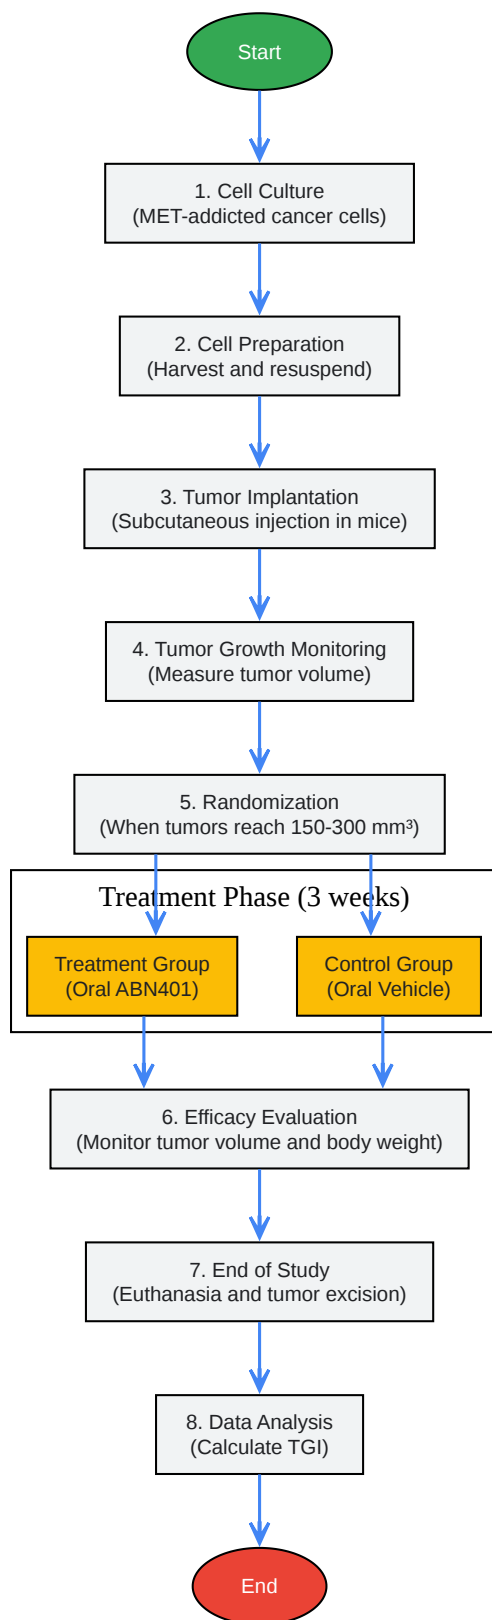 Start
1. Cell Culture
(MET-addicted cancer cells)
2. Cell Preparation
(Harvest and resuspend)
3. Tumor Implantation
(Subcutaneous injection in mice)
4. Tumor Growth Monitoring
(Measure tumor volume)
5. Randomization
(When tumors reach 150-300 mm³)
Treatment Phase (3 weeks)
Treatment Group
(Oral ABN401)
Control Group
(Oral Vehicle)
6. Efficacy Evaluation
(Monitor tumor volume and body weight)
7. End of Study
(Euthanasia and tumor excision)
8. Data Analysis
(Calculate TGI)
End